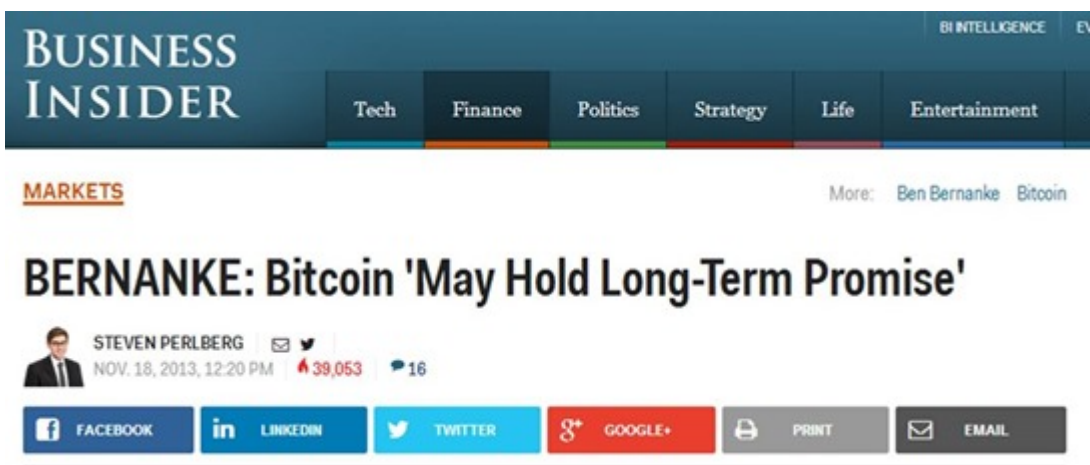 BI INTELLIGENCE
BUSINESS
INSIDER
Tech Finance Politics Strategy Life Entertainment
MARKETS More: Ben Bernanke Bitcoin
BERNANKE: Bitcoin 'May Hold Long-Term Promise'
STEVEN PERLBERG
NOV. 18, 2013, 12:20 PM 39,053 16
f FACEBOOK in LINKEDIN TWITTER g+ GOOGLE+ PRINT EMAIL